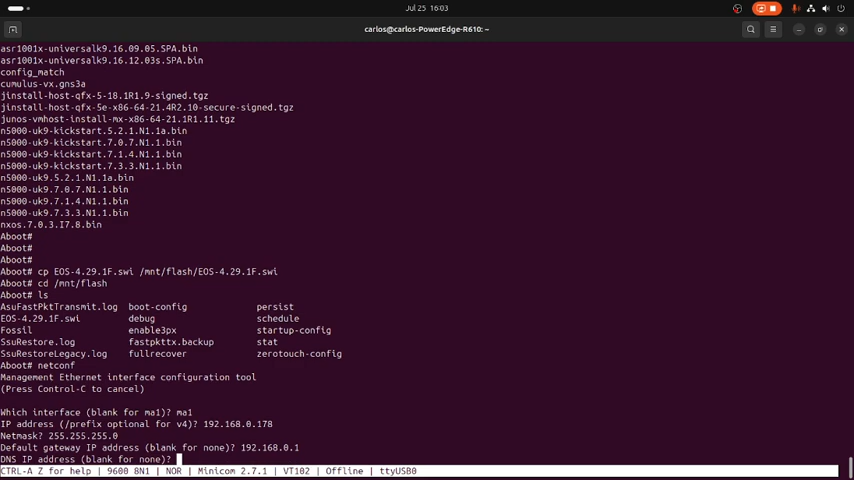 Jul 25 16:03
carlos@carlos-PowerEdge-R610: ~
asr1001x-universalk9.16.09.05.SPA.bin
asr1001x-universalk9.16.12.03s.SPA.bin
config_match
cumulus-vx.gns3a
jinstall-host-qfx-5-18.1R1.9-signed.tgz
jinstall-host-qfx-5e-x86-64-21.4R2.10-secure-signed.tgz
junos-vmhost-install-mx-x86-64-21.1R1.11.tgz
n5000-uk9-kickstart.5.2.1.N1.1a.bin
n5000-uk9-kickstart.7.0.7.N1.1.bin
n5000-uk9-kickstart.7.1.4.N1.1.bin
n5000-uk9-kickstart.7.3.3.N1.1.bin
n5000-uk9.5.2.1.N1.1a.bin
n5000-uk9.7.0.7.N1.1.bin
n5000-uk9.7.1.4.N1.1.bin
n5000-uk9.7.3.3.N1.1.bin
nxos.7.0.3.I7.8.bin
Aboot#
Aboot#
Aboot#
Aboot# cp EOS-4.29.1F.swi /mnt/flash/EOS-4.29.1F.swi
Aboot# cd /mnt/flash
Aboot# ls
AsuFastPktTransmit.log boot-config persist
EOS-4.29.1F.swi debug schedule
Fossil enable3px startup-config
SsuRestore.log fastpkttx.backup stat
SsuRestoreLegacy.log fullrecover zerotouch-config
Aboot# netconf
Management Ethernet interface configuration tool
(Press Control-C to cancel)
Which interface (blank for ma1)? ma1
IP address (/prefix optional for v4)? 192.168.0.178
Netmask? 255.255.255.0
Default gateway IP address (blank for none)? 192.168.0.1
DNS IP address (blank for none)?
CTRL-A Z for help | 9600 8N1 | NOR | Minicom 2.7.1 | VT102 | Offline | ttyUSB0